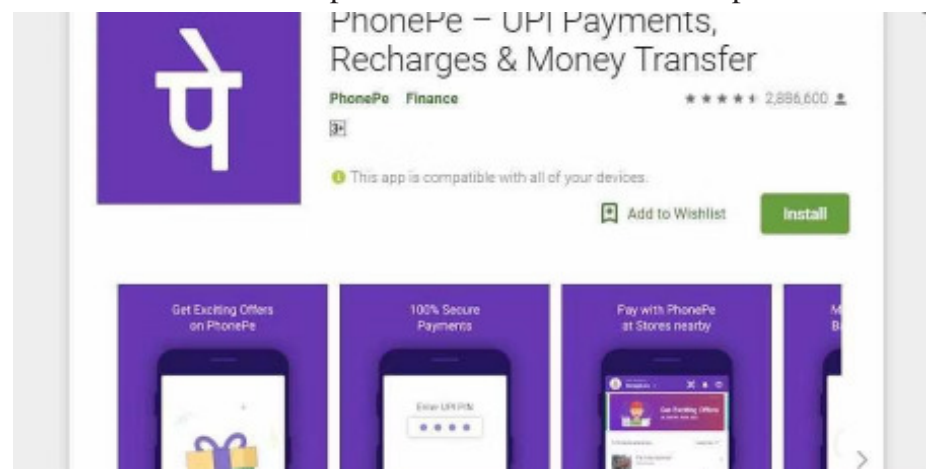 पे
PhonePe – UPI Payments,
Recharges & Money Transfer
PhonePe Finance
2,886,600
3+
This app is compatible with all of your devices.
Add to Wishlist
Install
Get Exciting Offers
on PhonePe
100% Secure
Payments
Enter UPI PIN
Pay with PhonePe
at Stores nearby
Get Exciting Offers